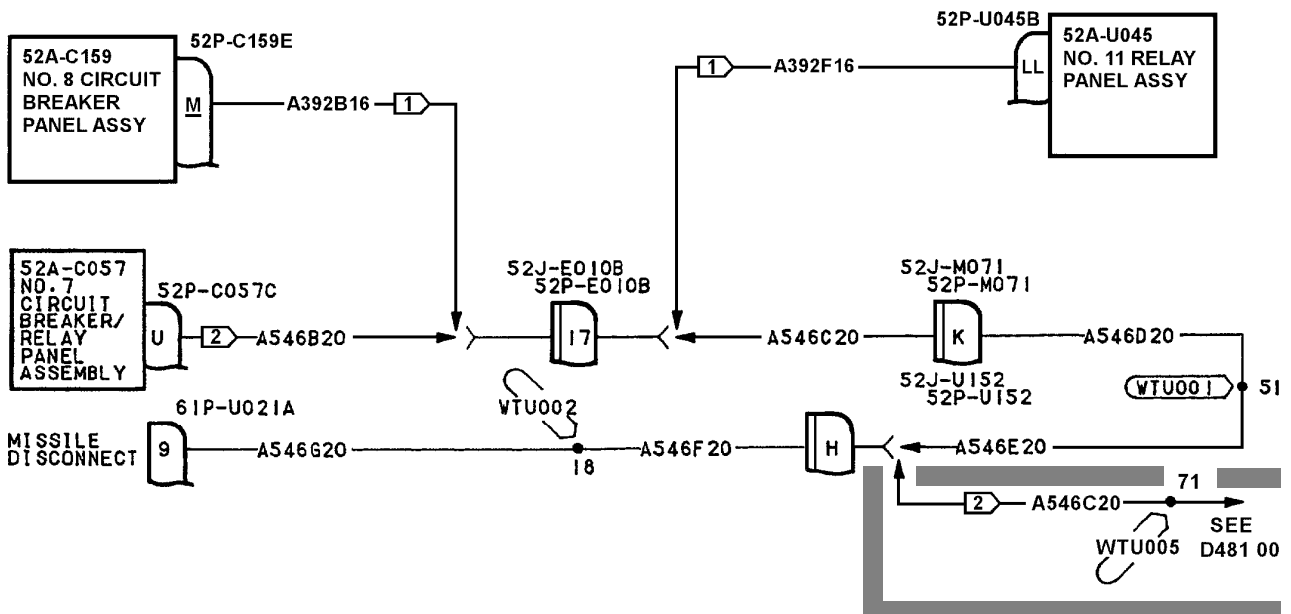 52P-U045B
52A-U045
NO. 11 RELAY
PANEL ASSY
LL
1
A392F16
52P-C159E
52A-C159
NO. 8 CIRCUIT
BREAKER
PANEL ASSY
M
A392B16
1
52A-C057
NO.7
CIRCUIT
BREAKER/
RELAY
PANEL
ASSEMBLY
52P-C057C
U
2
A546B20
52J-E010B
52P-E010B
17
A546C20
52J-M071
52P-M071
K
A546D20
52J-U152
52P-U152
WTU001
51
61P-U021A
MISSILE
DISCONNECT
9
A546G20
WTU002
18
A546F20
H
A546E20
2
A546C20
71
WTU005
SEE
D481 00